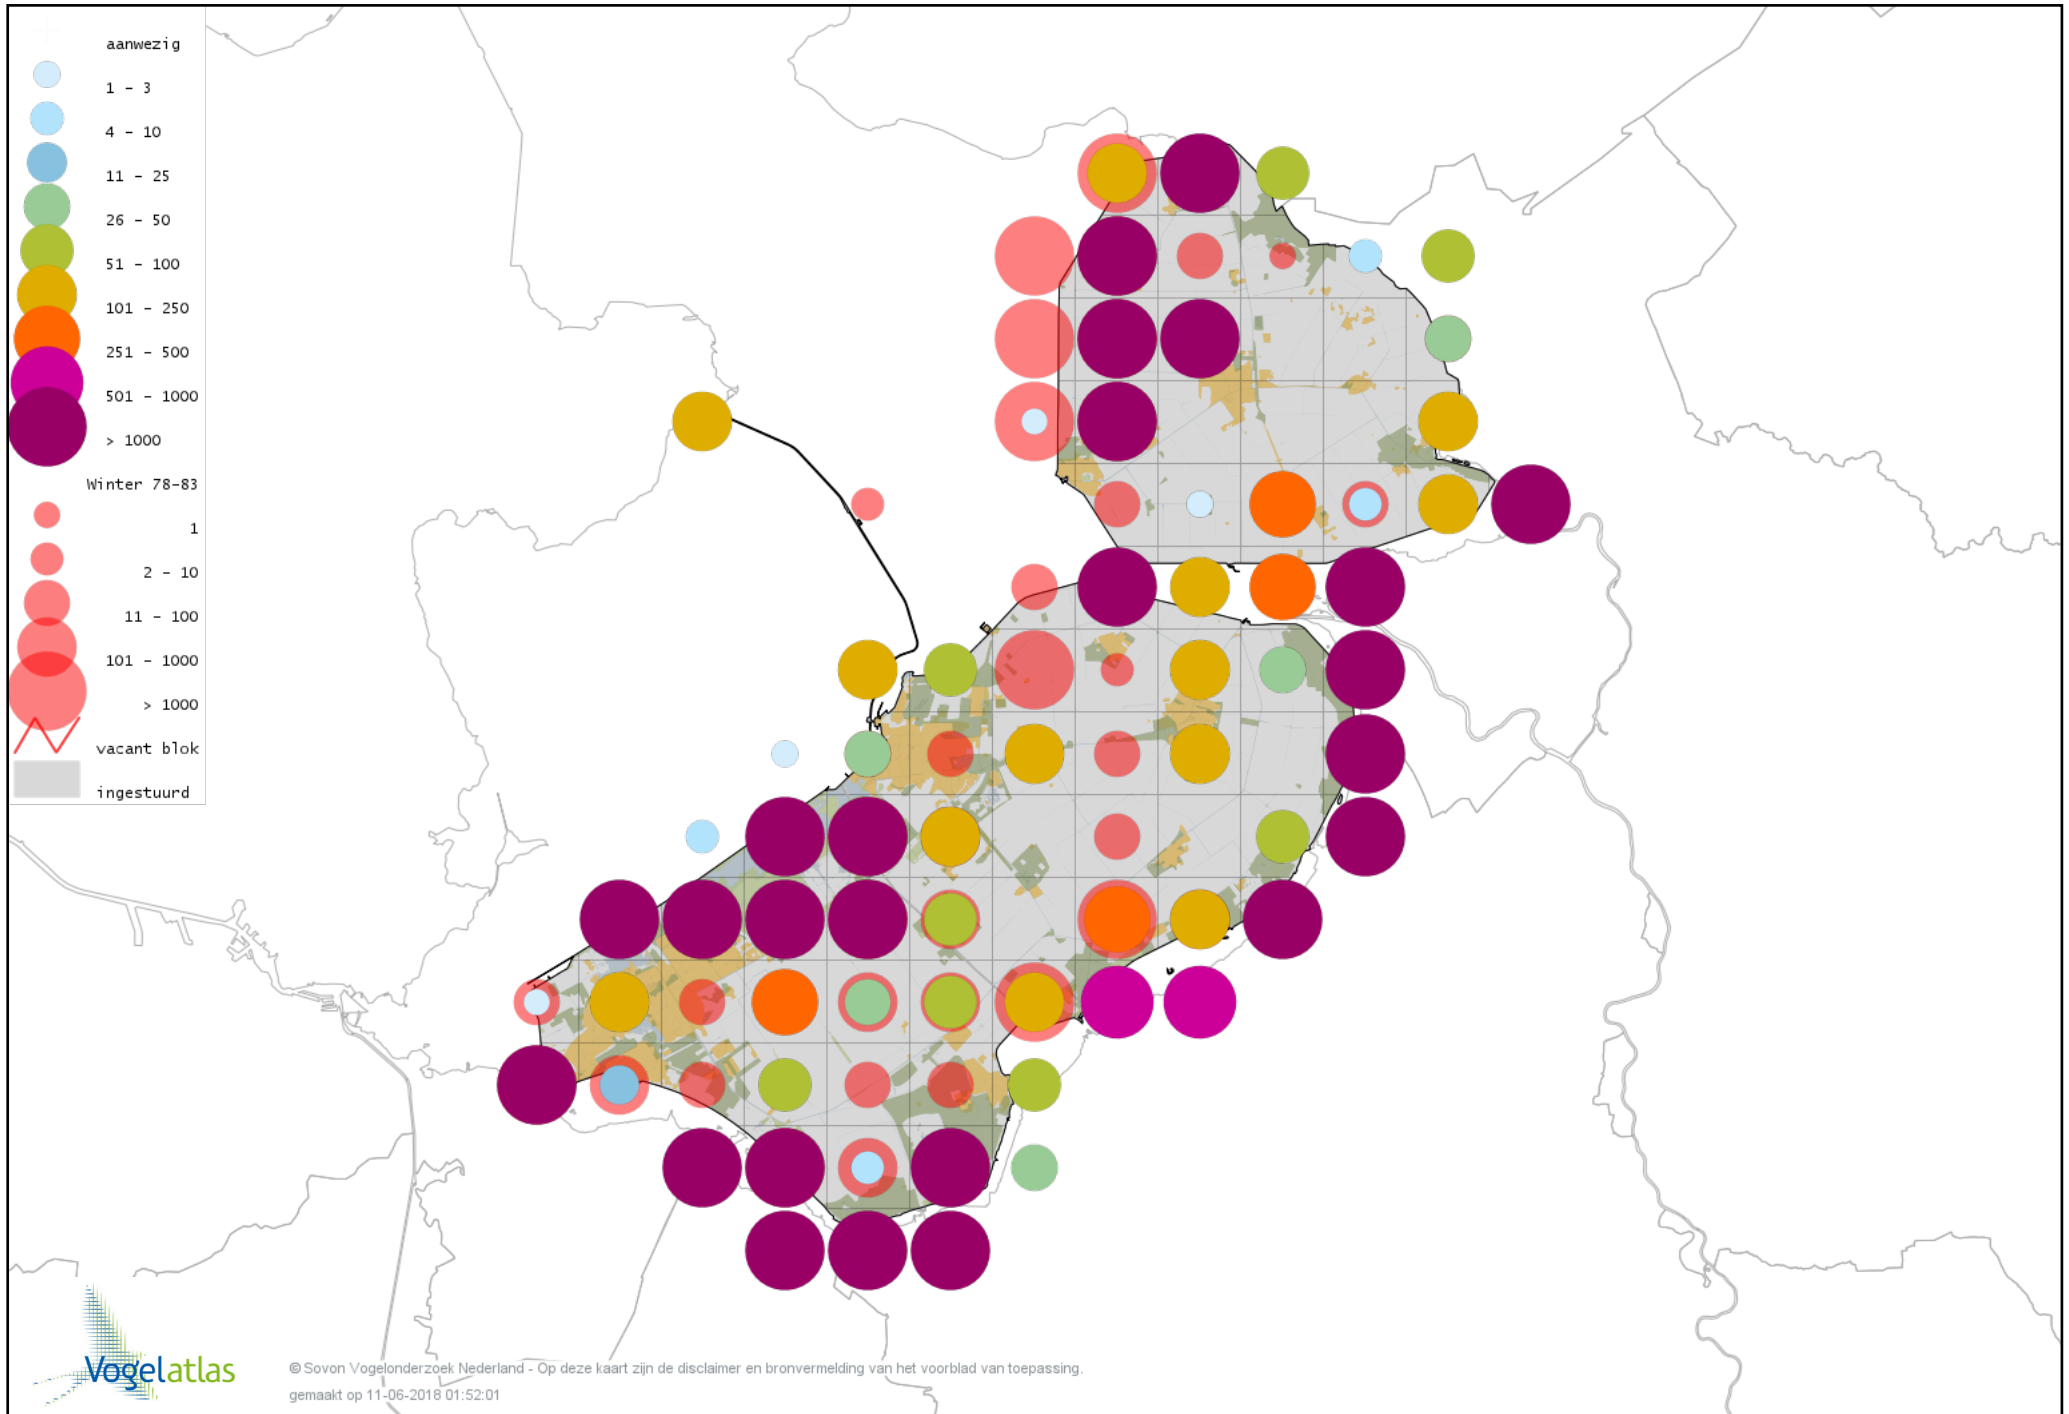 aanwezig
1 - 3
4 - 10
11 - 25
26 - 50
51 - 100
101 - 250
251 - 500
501 - 1000
> 1000
Winter 78-83
1
2 - 10
11 - 100
101 - 1000
> 1000
vacant blok
ingestuurd
Vogelatlas
© Sovon Vogelonderzoek Nederland - Op deze kaart zijn de disclaimer en bronvermelding van het voorblad van toepassing.
gemaakt op 11-06-2018 01:52:01